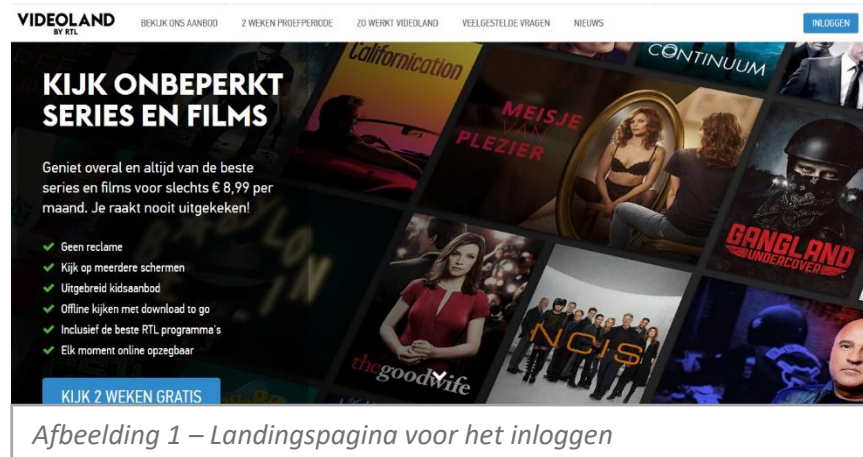 VIDEOLAND
BY RTL
BEKIJK ONS AANBOD
2 WEKEN PROEFPERIODE
ZO WERKT VIDEOLAND
VEELGESTELDE VRAGEN
NIEUWS
INLOGGEN
KIJK ONBEPERKT
SERIES EN FILMS
Geniet overal en altijd van de beste
series en films voor slechts € 8,99 per
maand. Je raakt nooit uitgekeken!
Geen reclame
Kijk op meerdere schermen
Uitgebreid kidsaanbod
Offline kijken met download to go
Inclusief de beste RTL programma's
Elk moment online opzegbaar
KIJK 2 WEKEN GRATIS
Californication
CONTINUUM
MEISJE
VAN
PLEZIER
GANGLAND
UNDERCOVER
BABYLON
thegoodwife
NCIS
Afbeelding 1 – Landingspagina voor het inloggen